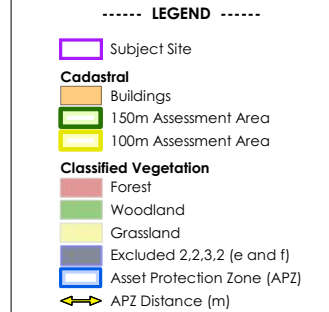 ------ LEGEND ------
Subject Site
Cadastral
Buildings
150m Assessment Area
100m Assessment Area
Classified Vegetation
Forest
Woodland
Grassland
Excluded 2,2,3,2 (e and f)
Asset Protection Zone (APZ)
APZ Distance (m)